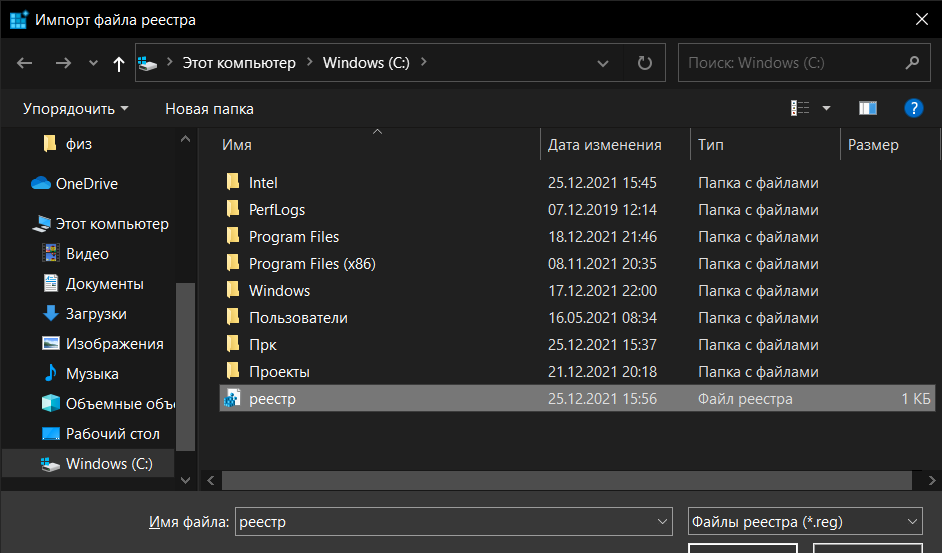 Импорт файла реестра
Этот компьютер Windows (C:)
Поиск: Windows (C:)
Упорядочить Новая папка
?
физ
OneDrive
Этот компьютер
Видео
Документы
Загрузки
Изображения
Музыка
Объемные объ
Рабочий стол
Windows (C:)
Имя Дата изменения Тип Размер
Intel 25.12.2021 15:45 Папка с файлами
PerfLogs 07.12.2019 12:14 Папка с файлами
Program Files 18.12.2021 21:46 Папка с файлами
Program Files (x86) 08.11.2021 20:35 Папка с файлами
Windows 17.12.2021 22:00 Папка с файлами
Пользователи 16.05.2021 08:34 Папка с файлами
Прк 25.12.2021 15:37 Папка с файлами
Проекты 21.12.2021 20:18 Папка с файлами
реестр 25.12.2021 15:56 Файл реестра 1 КБ
Имя файла: реестр Файлы реестра (*.reg)